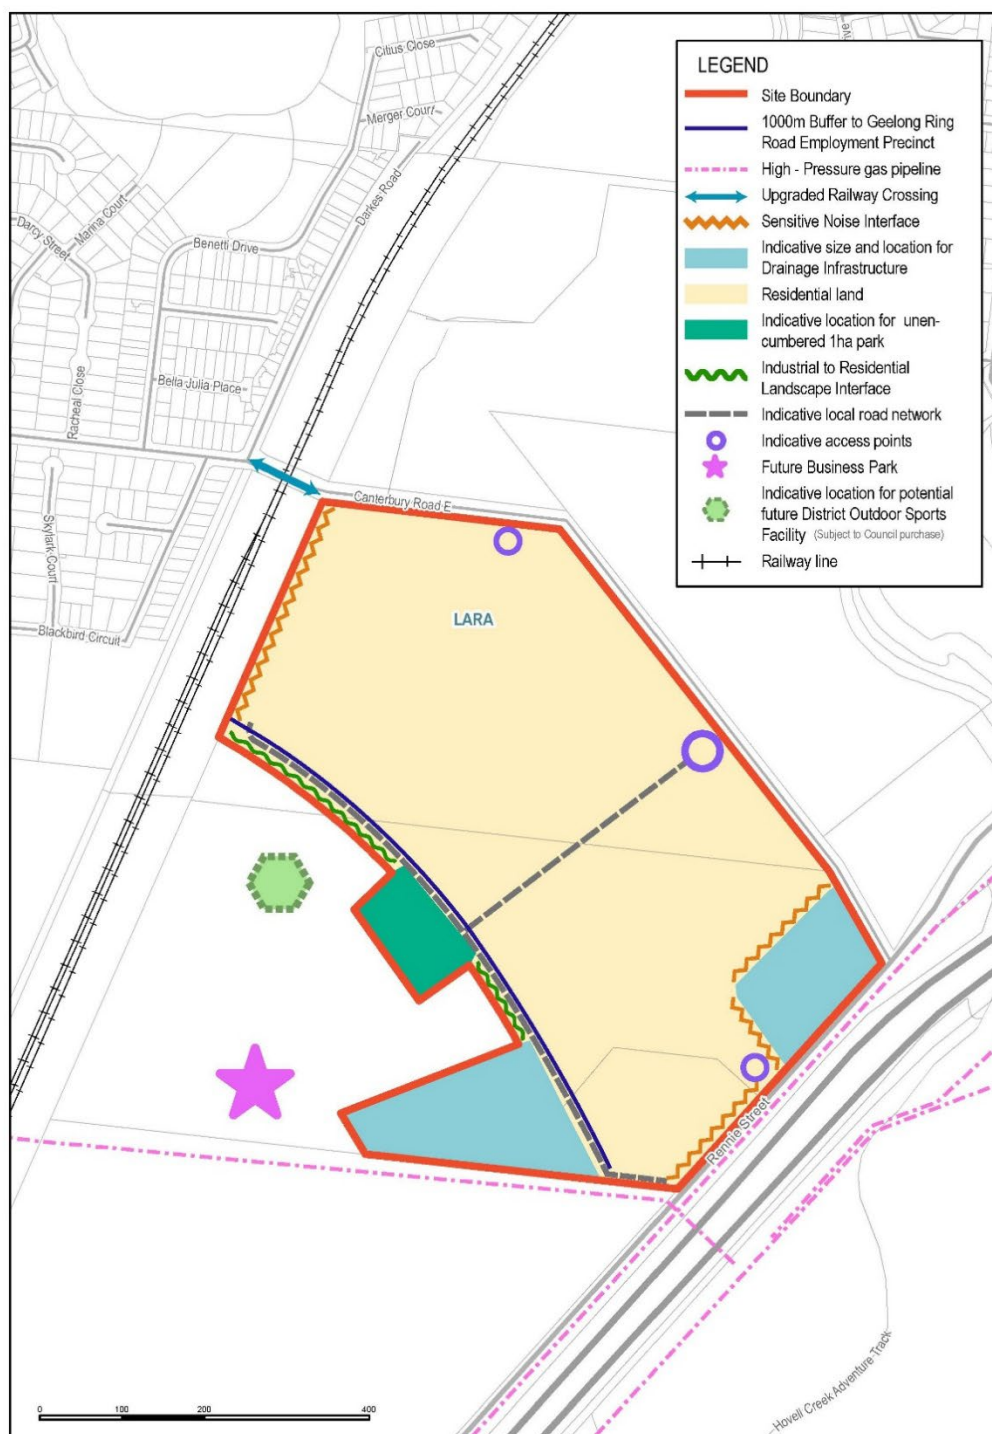 Citius Close
Merger Court
Darkes Road
Marina Court
Darcy Street
Benetti Drive
Bella Julia Place
Racheal Close
Skylark Court
Blackbird Circuit
Canterbury Road E
LARA
Rennie Street
Hovell Creek Adventure Track
0 100 200 400
LEGEND
Site Boundary
1000m Buffer to Geelong Ring
Road Employment Precinct
High - Pressure gas pipeline
Upgraded Railway Crossing
Sensitive Noise Interface
Indicative size and location for
Drainage Infrastructure
Residential land
Indicative location for unen-
cumbered 1ha park
Industrial to Residential
Landscape Interface
Indicative local road network
Indicative access points
Future Business Park
Indicative location for potential
future District Outdoor Sports
Facility (Subject to Council purchase)
Railway line